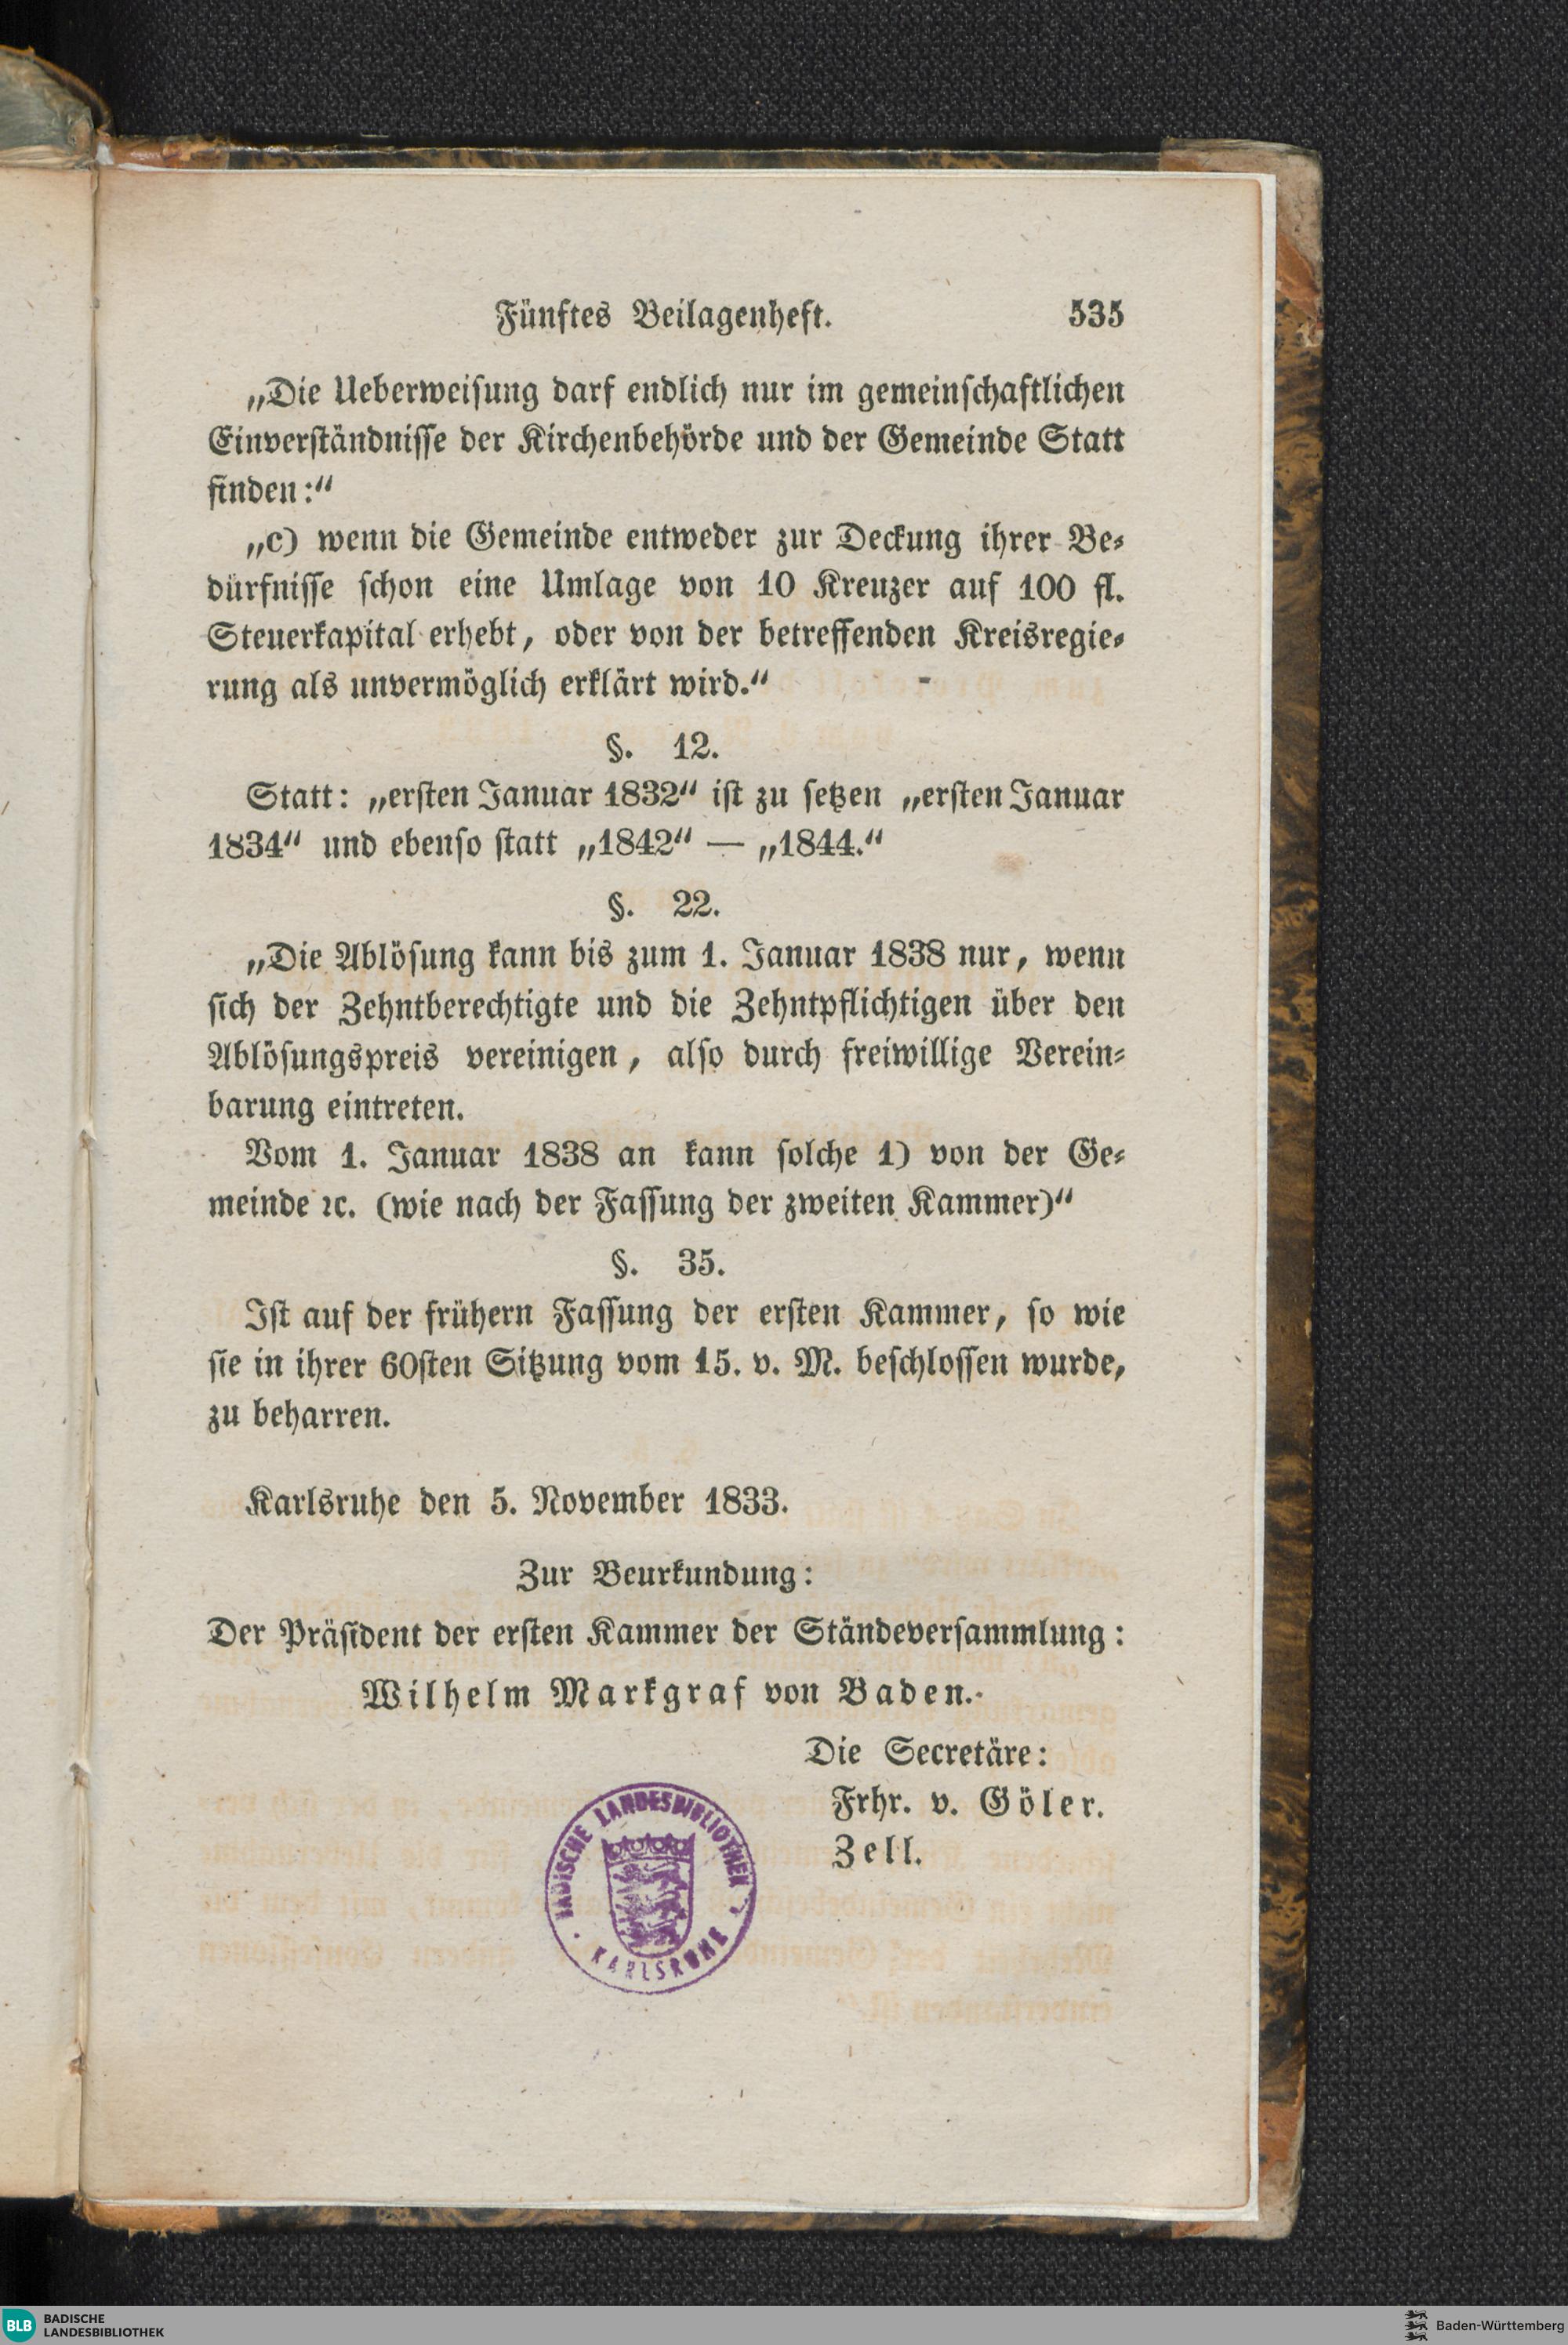 Fünftes Beilagenheft. 535
„Die Ueberweisung darf endlich nur im gemeinschaftlichen
Einverständnisse der Kirchenbehörde und der Gemeinde Statt
finden:“
„c) wenn die Gemeinde entweder zur Deckung ihrer Be-
dürfnisse schon eine Umlage von 10 Kreuzer auf 100 fl.
Steuerkapital erhebt, oder von der betreffenden Kreisregie-
rung als unvermöglich erklärt wird.“
§. 12.
Statt: „ersten Januar 1832“ ist zu setzen „ersten Januar
1834“ und ebenso statt „1842“ — „1844.“
§. 22.
„Die Ablösung kann bis zum 1. Januar 1838 nur, wenn
sich der Zehntberechtigte und die Zehntpflichtigen über den
Ablösungspreis vereinigen, also durch freiwillige Verein-
barung eintreten.
Vom 1. Januar 1838 an kann solche 1) von der Ge-
meinde ꝛc. (wie nach der Fassung der zweiten Kammer)“
§. 35.
Ist auf der frühern Fassung der ersten Kammer, so wie
sie in ihrer 60sten Sitzung vom 15. v. M. beschlossen wurde,
zu beharren.
Karlsruhe den 5. November 1833.
Zur Beurkundung:
Der Präsident der ersten Kammer der Ständeversammlung:
Wilhelm Markgraf von Baden.
Die Secretäre:
Frhr. v. Göler.
Zell.
BADISCHE LANDESBIBLIOTHEK
KARLSRUHE
BLB BADISCHE
LANDESBIBLIOTHEK
Baden-Württemberg